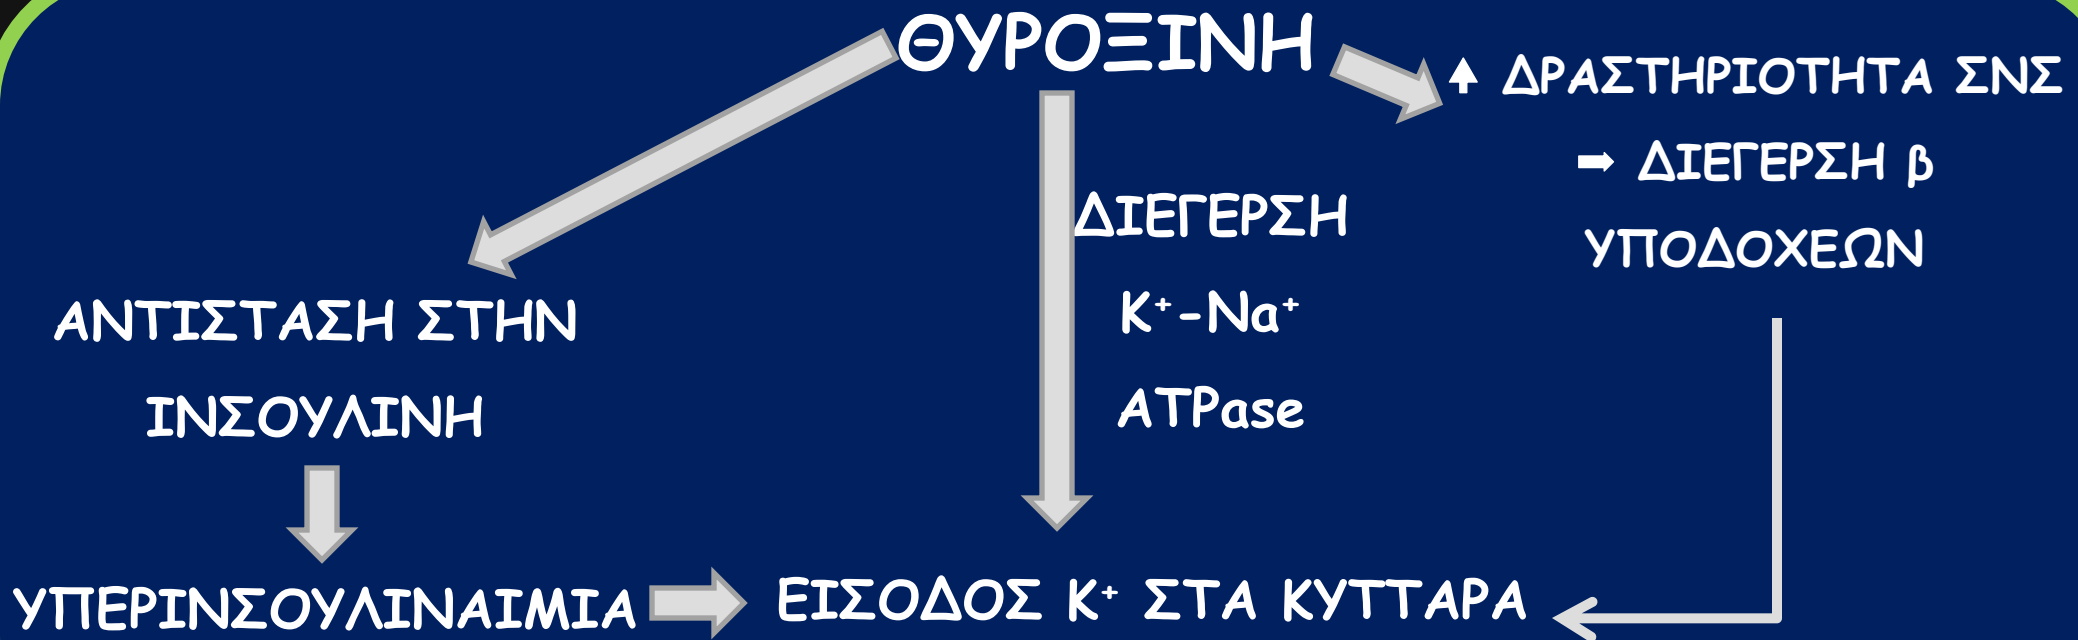 ΘΥΡΟΞΙΝΗ
⬆ ΔΡΑΣΤΗΡΙΟΤΗΤΑ ΣΝΣ
➡ ΔΙΕΓΕΡΣΗ β
ΥΠΟΔΟΧΕΩΝ
ΔΙΕΓΕΡΣΗ
Κ⁺-Na⁺
ATPase
ΑΝΤΙΣΤΑΣΗ ΣΤΗΝ
ΙΝΣΟΥΛΙΝΗ
ΥΠΕΡΙΝΣΟΥΛΙΝΑΙΜΙΑ
ΕΙΣΟΔΟΣ Κ⁺ ΣΤΑ ΚΥΤΤΑΡΑ